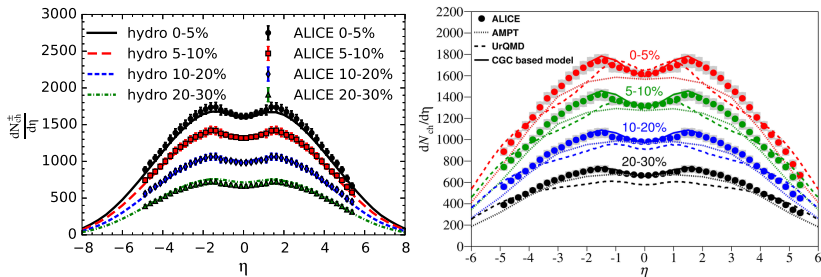 3000
2500
2000
1500
1000
500
0
dN_ch^±
dη
hydro 0-5%
hydro 5-10%
hydro 10-20%
hydro 20-30%
ALICE 0-5%
ALICE 5-10%
ALICE 10-20%
ALICE 20-30%
−8 −6 −4 −2 0 2 4 6 8
η
2200
2000
1800
1600
1400
1200
1000
800
600
400
200
0
dN_ch/dη
ALICE
AMPT
UrQMD
CGC based model
0-5%
5-10%
10-20%
20-30%
-6 -5 -4 -3 -2 -1 0 1 2 3 4 5 6
η